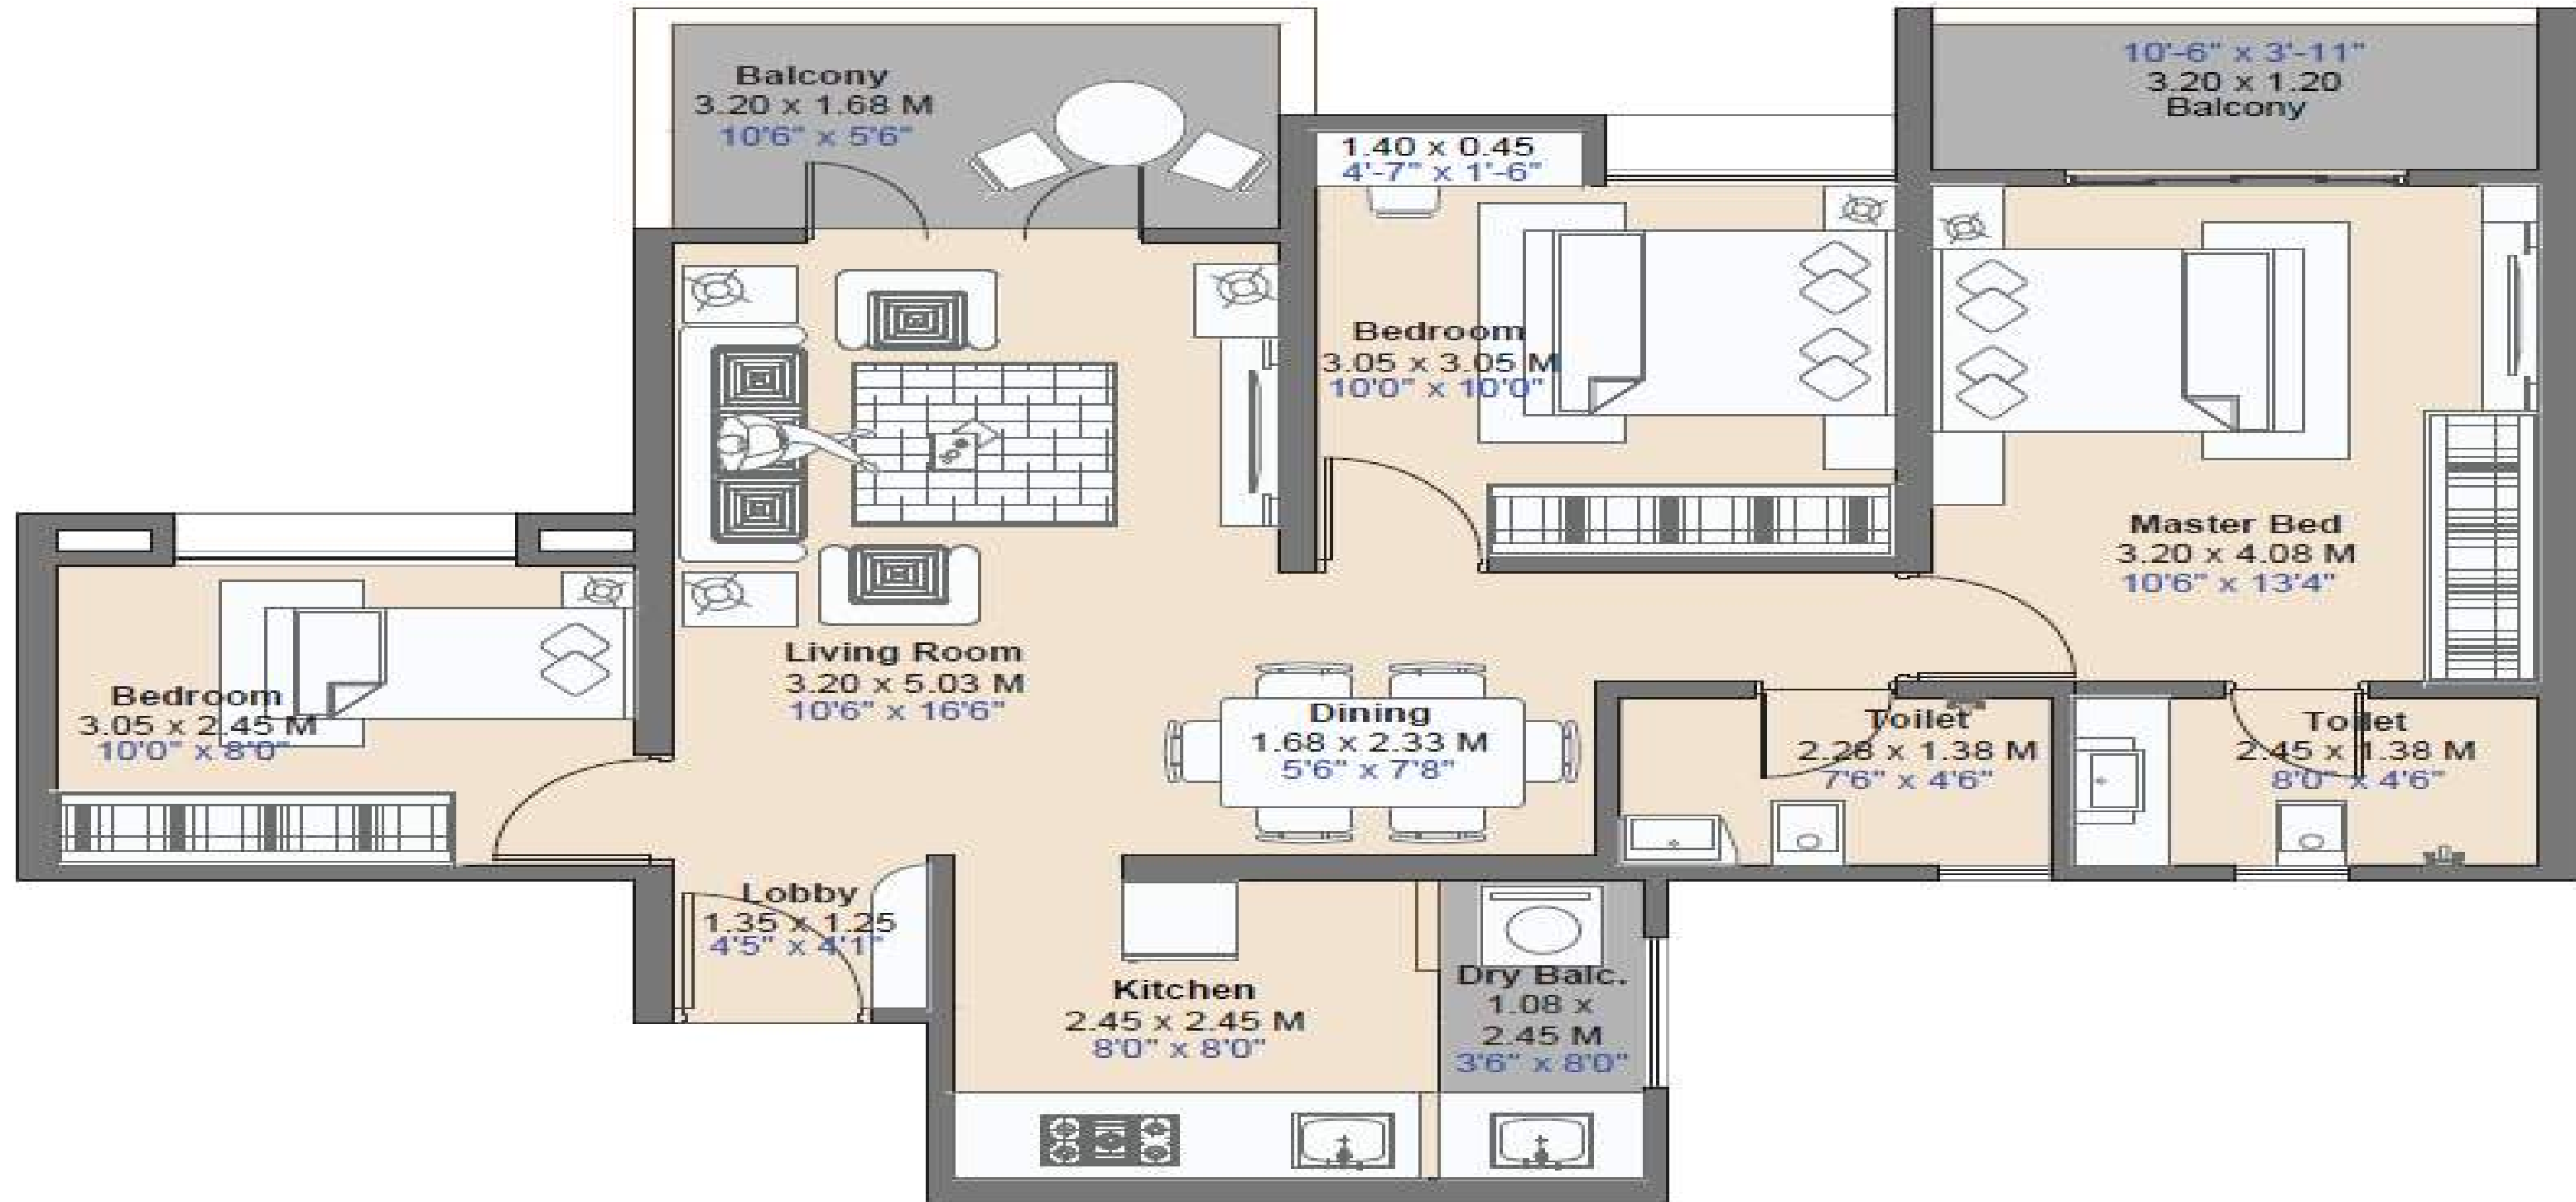 Balcony
3.20 x 1.68 M
10'6" x 5'6"
10'-6" x 3'-11"
3.20 x 1.20
Balcony
1.40 x 0.45
4'-7" x 1'-6"
Bedroom
3.05 x 3.05 M
10'0" x 10'0"
Master Bed
3.20 x 4.08 M
10'6" x 13'4"
Living Room
3.20 x 5.03 M
10'6" x 16'6"
Bedroom
3.05 x 2.45 M
10'0" x 8'0"
Dining
1.68 x 2.33 M
5'6" x 7'8"
Toilet
2.28 x 1.38 M
7'6" x 4'6"
Toilet
2.45 x 1.38 M
8'0" x 4'6"
Lobby
1.35 x 1.25
4'5" x 4'1"
Kitchen
2.45 x 2.45 M
8'0" x 8'0"
Dry Balc.
1.08 x
2.45 M
3'6" x 8'0"